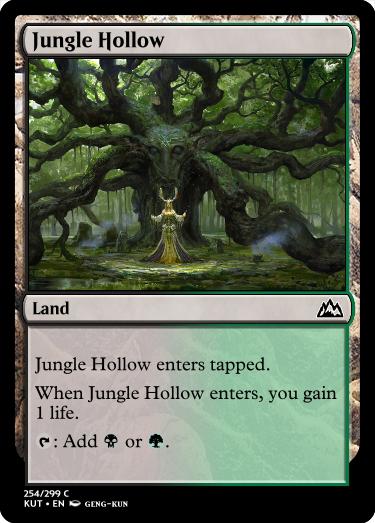 Jungle Hollow
Land
Jungle Hollow enters tapped.
When Jungle Hollow enters, you gain
1 life.
: Add or .
254/299 C
KUT • EN GENG-KUN